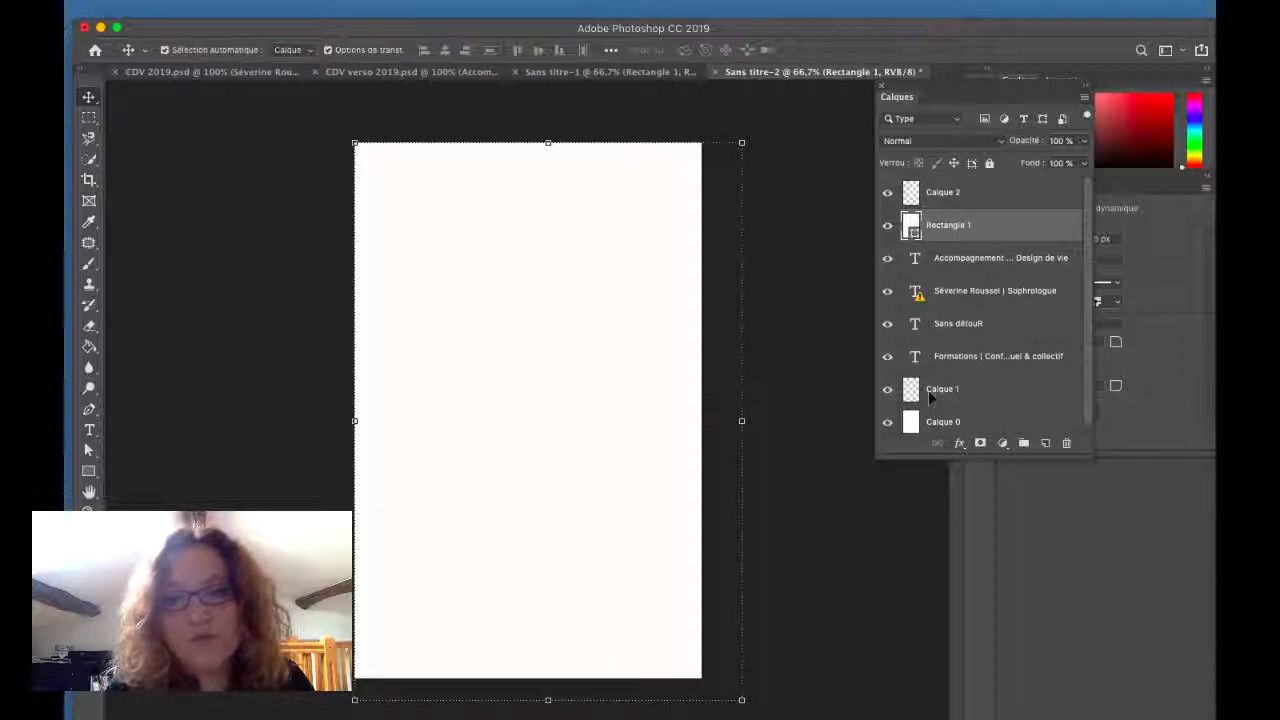 Adobe Photoshop CC 2019
Sélection automatique : Calque Options de transf.
CDV 2019.psd @ 100% (Séverine Rou... CDV verso 2019.psd @ 100% (Accom... Sans titre-1 @ 66,7% (Rectangle 1, R... Sans titre-2 @ 66,7% (Rectangle 1, RVB/8) *
Calques
Type
Normal Opacité : 100 %
Verrou : Fond : 100 %
Calque 2
dynamique
Rectangle 1
Accompagnement ... Design de vie
Séverine Roussel | Sophrologue
Sans détouR
Formations | Conf...uel & collectif
Calque 1
Calque 0
fx